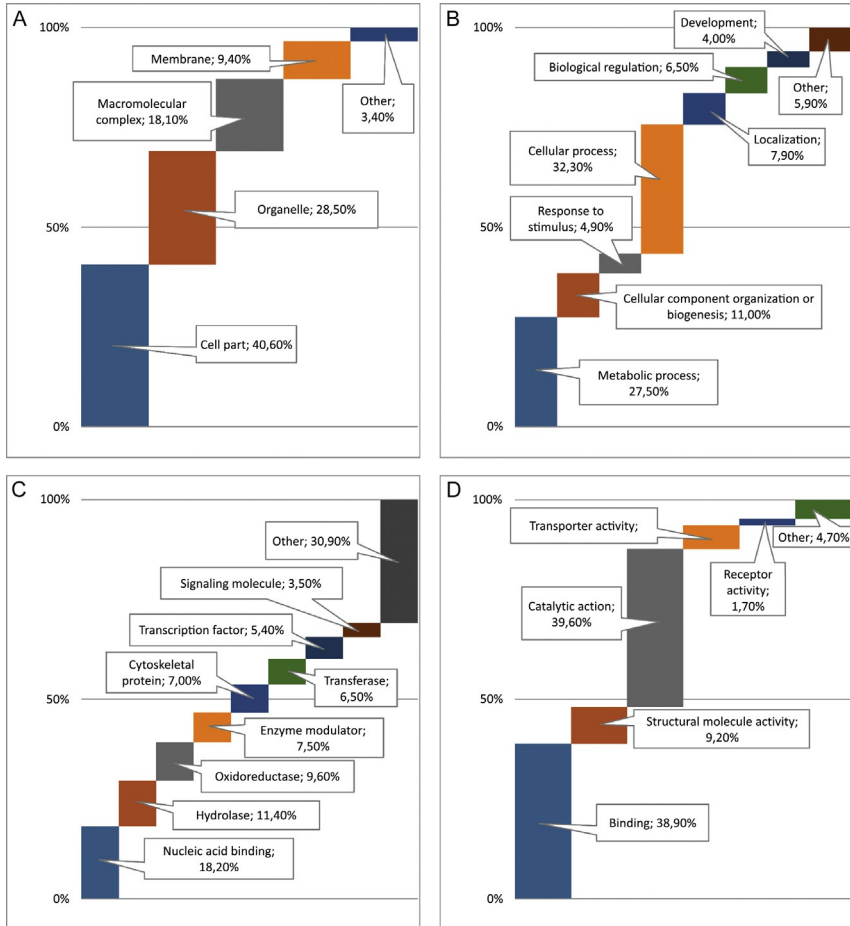 A
100%
Membrane; 9,40%
Macromolecular
complex; 18,10%
Other;
3,40%
Organelle; 28,50%
50%
Cell part; 40,60%
0%
B
100%
Development;
4,00%
Biological regulation; 6,50%
Other;
5,90%
Localization;
7,90%
Cellular process;
32,30%
Response to
stimulus; 4,90%
50%
Cellular component organization or
biogenesis; 11,00%
Metabolic process;
27,50%
0%
C
100%
Other; 30,90%
Signaling molecule; 3,50%
Transcription factor; 5,40%
Cytoskeletal
protein; 7,00%
Transferase;
6,50%
50%
Enzyme modulator;
7,50%
Oxidoreductase; 9,60%
Hydrolase; 11,40%
Nucleic acid binding;
18,20%
0%
D
100%
Transporter activity;
Other; 4,70%
Receptor
activity;
1,70%
Catalytic action;
39,60%
50%
Structural molecule activity;
9,20%
Binding; 38,90%
0%